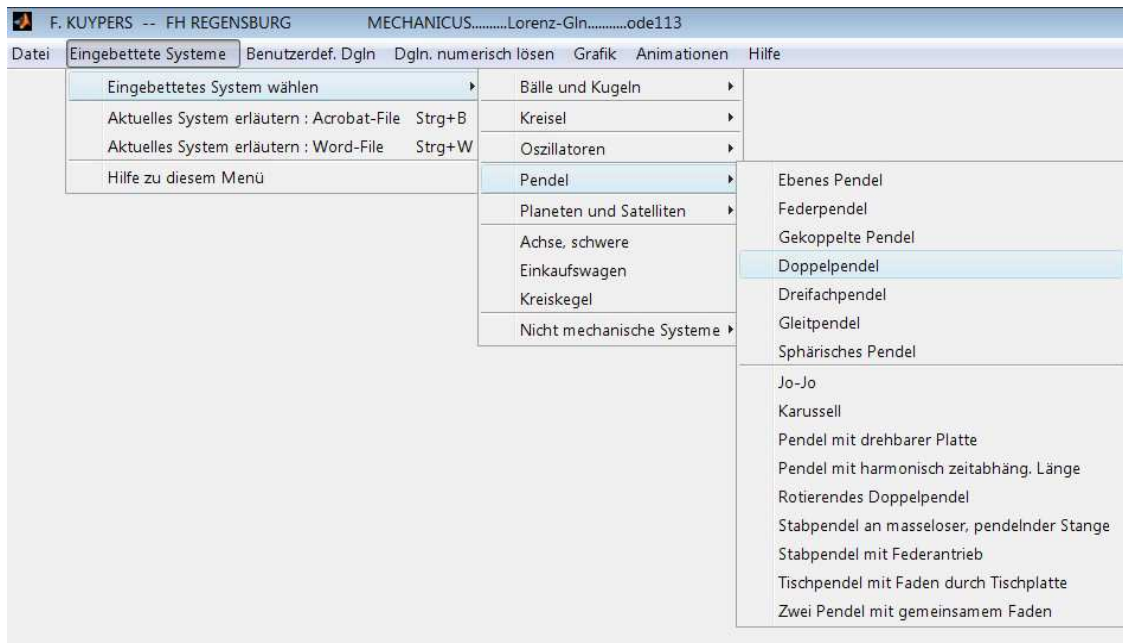 F. KUYPERS -- FH REGENSBURG MECHANICUS.........Lorenz-Gln...........ode113
Datei Eingebettete Systeme Benutzerdef. Dgln Dgln. numerisch lösen Grafik Animationen Hilfe
Eingebettetes System wählen
Aktuelles System erläutern : Acrobat-File Strg+B
Aktuelles System erläutern : Word-File Strg+W
Hilfe zu diesem Menü
Bälle und Kugeln
Kreisel
Oszillatoren
Pendel
Planeten und Satelliten
Achse, schwere
Einkaufswagen
Kreiskegel
Nicht mechanische Systeme
Ebenes Pendel
Federpendel
Gekoppelte Pendel
Doppelpendel
Dreifachpendel
Gleitpendel
Sphärisches Pendel
Jo-Jo
Karussell
Pendel mit drehbarer Platte
Pendel mit harmonisch zeitabhäng. Länge
Rotierendes Doppelpendel
Stabpendel an masseloser, pendelnder Stange
Stabpendel mit Federantrieb
Tischpendel mit Faden durch Tischplatte
Zwei Pendel mit gemeinsamem Faden